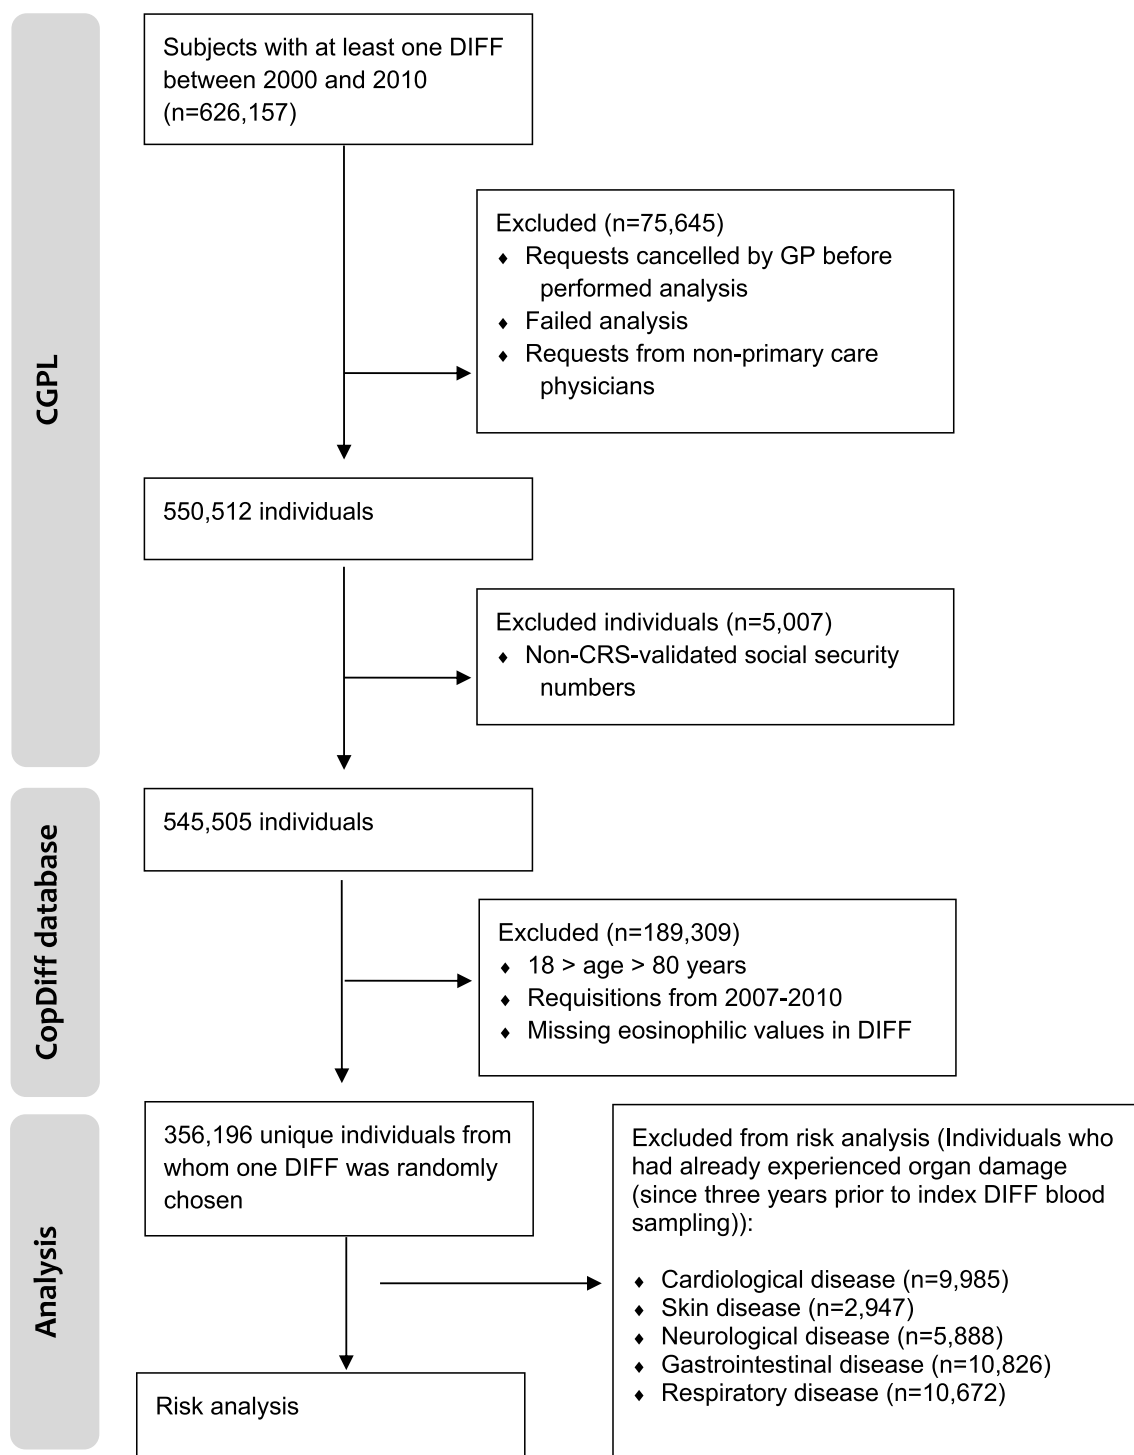 CGPL
Subjects with at least one DIFF
between 2000 and 2010
(n=626,157)
Excluded (n=75,645)
♦ Requests cancelled by GP before
performed analysis
♦ Failed analysis
♦ Requests from non-primary care
physicians
550,512 individuals
Excluded individuals (n=5,007)
♦ Non-CRS-validated social security
numbers
CopDiff database
545,505 individuals
Excluded (n=189,309)
♦ 18 > age > 80 years
♦ Requisitions from 2007-2010
♦ Missing eosinophilic values in DIFF
Analysis
356,196 unique individuals from
whom one DIFF was randomly
chosen
Excluded from risk analysis (Individuals who
had already experienced organ damage
(since three years prior to index DIFF blood
sampling)):
♦ Cardiological disease (n=9,985)
♦ Skin disease (n=2,947)
♦ Neurological disease (n=5,888)
♦ Gastrointestinal disease (n=10,826)
♦ Respiratory disease (n=10,672)
Risk analysis